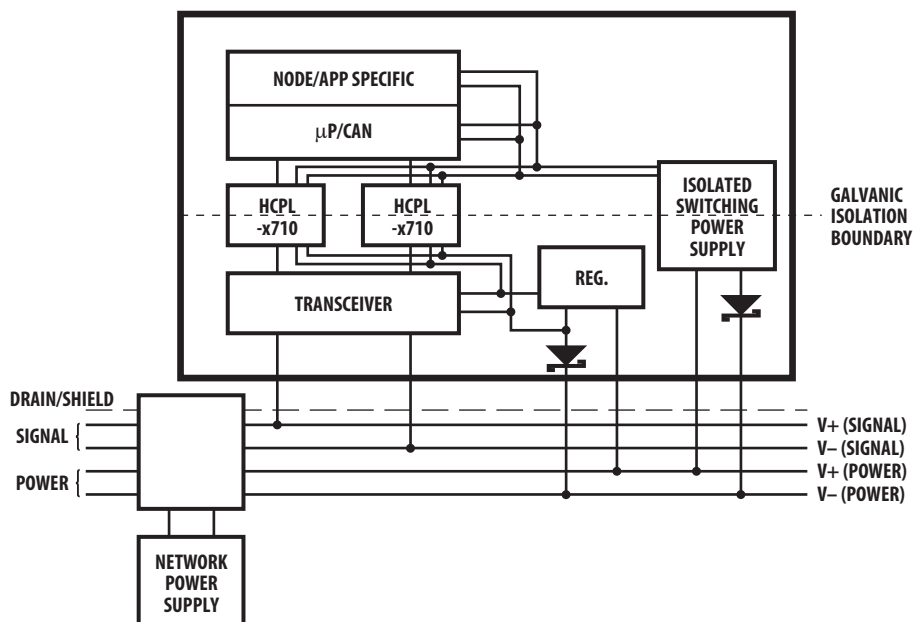 NODE/APP SPECIFIC
μP/CAN
HCPL
-x710
HCPL
-x710
ISOLATED
SWITCHING
POWER
SUPPLY
GALVANIC
ISOLATION
BOUNDARY
REG.
TRANSCEIVER
DRAIN/SHIELD
SIGNAL
POWER
V+ (SIGNAL)
V– (SIGNAL)
V+ (POWER)
V– (POWER)
NETWORK
POWER
SUPPLY